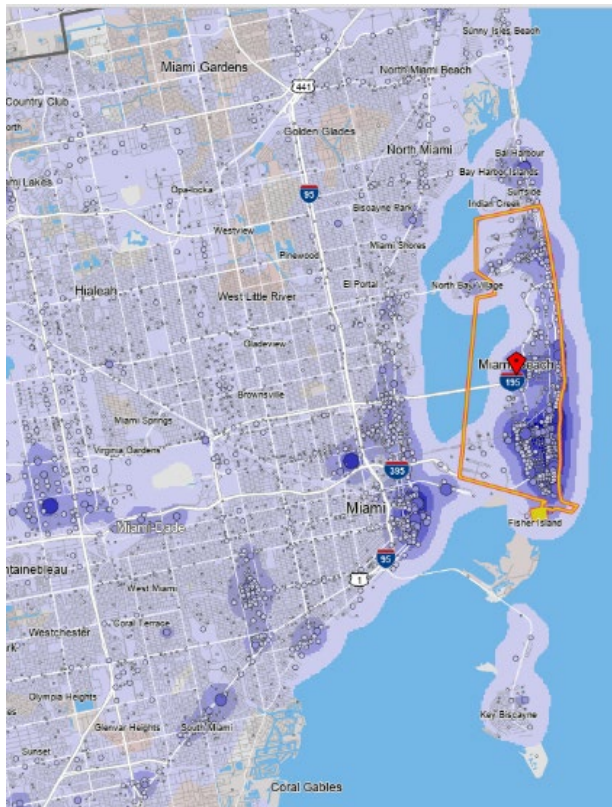 Sunny Isles Beach
Miami Gardens
North Miami Beach
441
Country Club
Golden Glades
North Miami
Bal Harbour
Bay Harbor Islands
Surfside
Indian Creek
Opa-locka
95
Biscayne Park
Westview
Miami Shores
Pinewood
El Portal
North Bay Village
Hialeah
West Little River
Gladeview
Miami Beach
195
Brownsville
Miami Springs
Virginia Gardens
395
Miami
Miami-Dade
Fisher Island
95
1
West Miami
Coral Terrace
Westchester
Olympia Heights
Glenvar Heights
South Miami
Key Biscayne
Sunset
Coral Gables